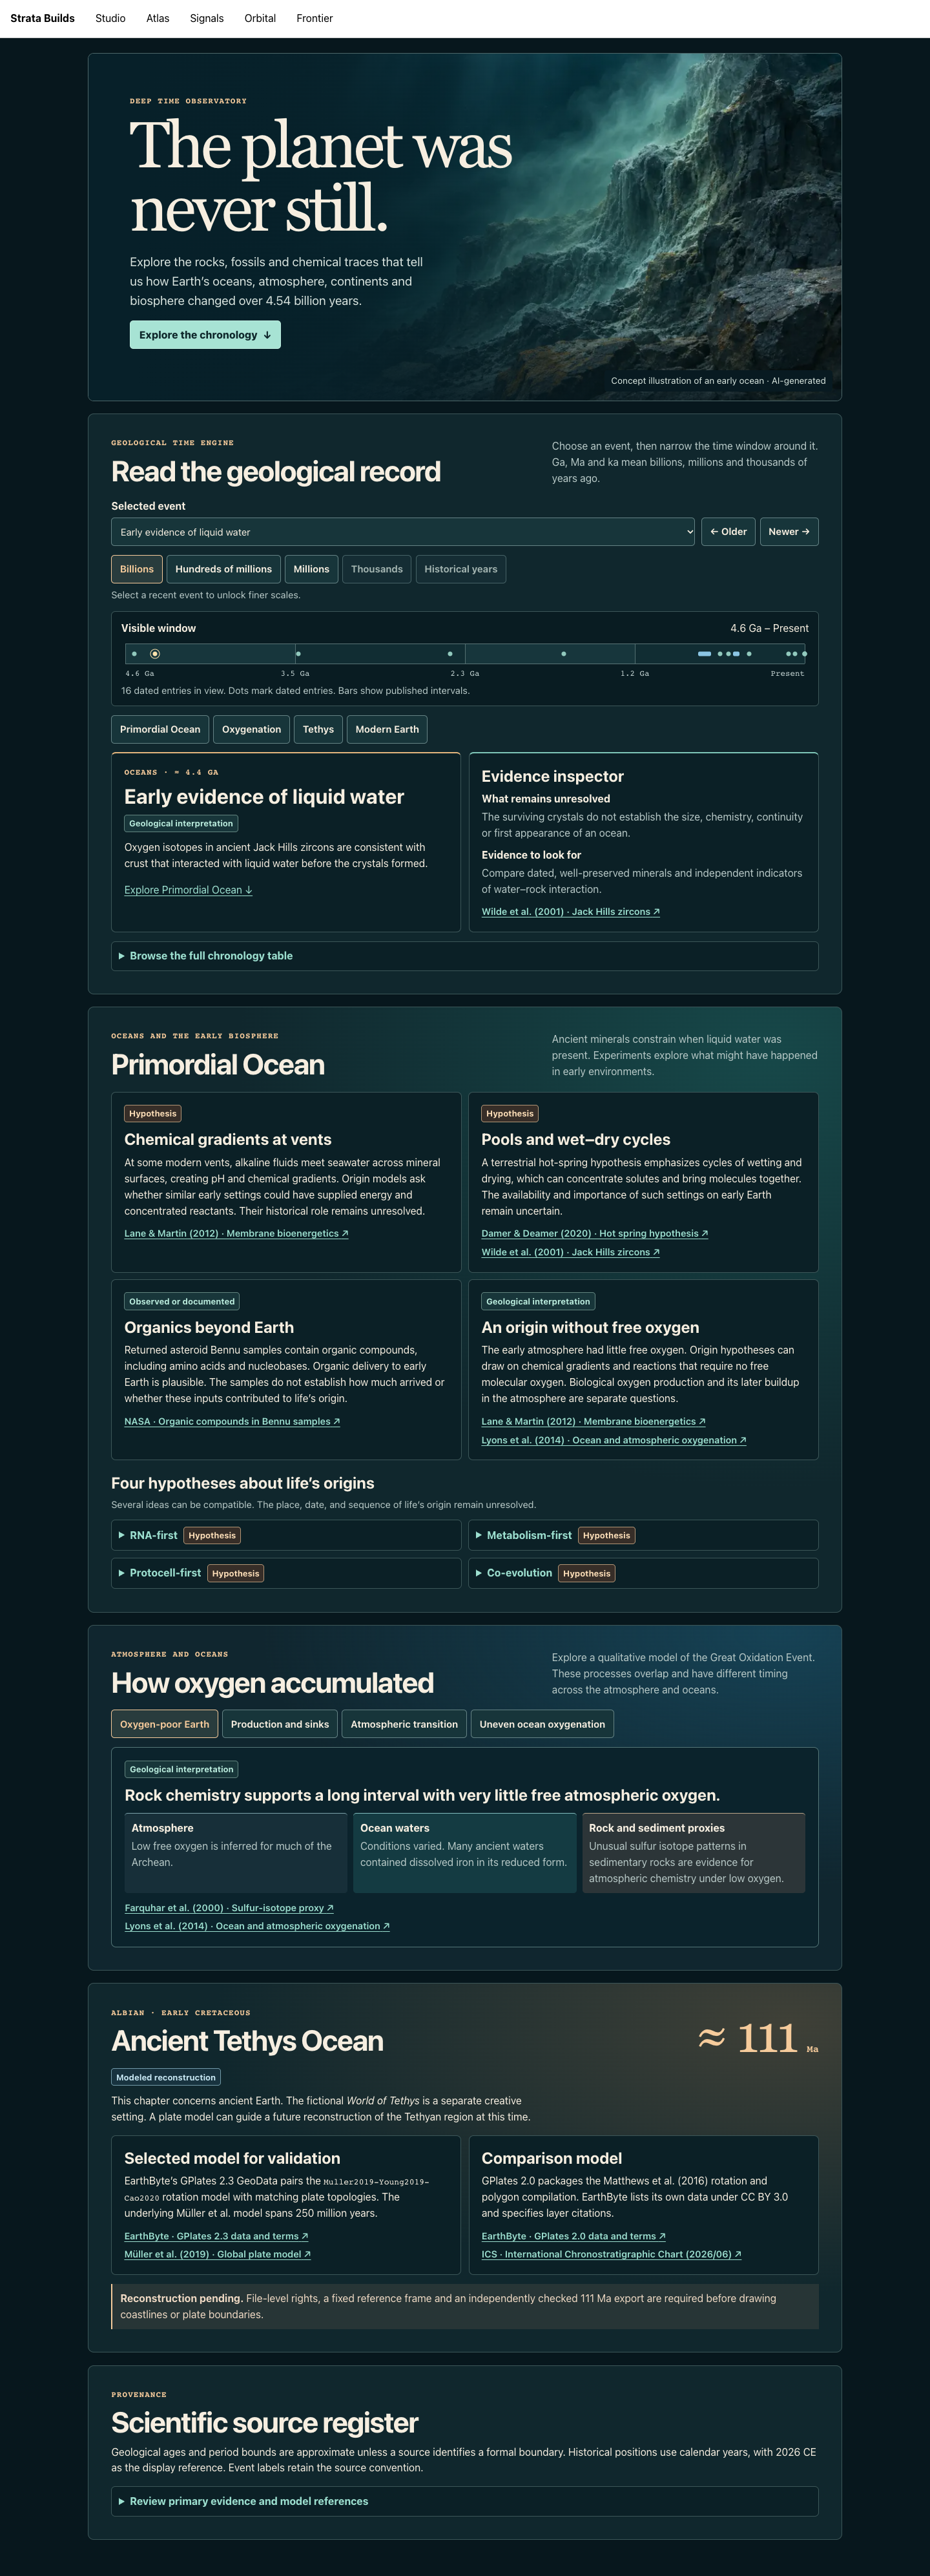 Strata Builds Studio Atlas Signals Orbital Frontier
DEEP TIME OBSERVATORY
The planet was
never still.
Explore the rocks, fossils and chemical traces that tell
us how Earth's oceans, atmosphere, continents and
biosphere changed over 4.54 billion years.
Explore the chronology ↓
Concept illustration of an early ocean · AI-generated
GEOLOGICAL TIME ENGINE
Read the geological record
Choose an event, then narrow the time window around it.
Ga, Ma and ka mean billions, millions and thousands of
years ago.
Selected event
Early evidence of liquid water
← Older
Newer →
Billions
Hundreds of millions
Millions
Thousands
Historical years
Select a recent event to unlock finer scales.
Visible window
4.6 Ga – Present
4.6 Ga 3.5 Ga 2.3 Ga 1.2 Ga Present
16 dated entries in view. Dots mark dated entries. Bars show published intervals.
Primordial Ocean
Oxygenation
Tethys
Modern Earth
OCEANS · ≈ 4.4 GA
Early evidence of liquid water
Geological interpretation
Oxygen isotopes in ancient Jack Hills zircons are consistent with
crust that interacted with liquid water before the crystals formed.
Explore Primordial Ocean ↓
Evidence inspector
What remains unresolved
The surviving crystals do not establish the size, chemistry, continuity
or first appearance of an ocean.
Evidence to look for
Compare dated, well-preserved minerals and independent indicators
of water–rock interaction.
Wilde et al. (2001) · Jack Hills zircons ↗
▶ Browse the full chronology table
OCEANS AND THE EARLY BIOSPHERE
Primordial Ocean
Ancient minerals constrain when liquid water was
present. Experiments explore what might have happened
in early environments.
Hypothesis
Chemical gradients at vents
At some modern vents, alkaline fluids meet seawater across mineral
surfaces, creating pH and chemical gradients. Origin models ask
whether similar early settings could have supplied energy and
concentrated reactants. Their historical role remains unresolved.
Lane & Martin (2012) · Membrane bioenergetics ↗
Hypothesis
Pools and wet–dry cycles
A terrestrial hot-spring hypothesis emphasizes cycles of wetting and
drying, which can concentrate solutes and bring molecules together.
The availability and importance of such settings on early Earth
remain uncertain.
Damer & Deamer (2020) · Hot spring hypothesis ↗
Wilde et al. (2001) · Jack Hills zircons ↗
Observed or documented
Organics beyond Earth
Returned asteroid Bennu samples contain organic compounds,
including amino acids and nucleobases. Organic delivery to early
Earth is plausible. The samples do not establish how much arrived or
whether these inputs contributed to life's origin.
NASA · Organic compounds in Bennu samples ↗
Geological interpretation
An origin without free oxygen
The early atmosphere had little free oxygen. Origin hypotheses can
draw on chemical gradients and reactions that require no free
molecular oxygen. Biological oxygen production and its later buildup
in the atmosphere are separate questions.
Lane & Martin (2012) · Membrane bioenergetics ↗
Lyons et al. (2014) · Ocean and atmospheric oxygenation ↗
Four hypotheses about life's origins
Several ideas can be compatible. The place, date, and sequence of life's origin remain unresolved.
▶ RNA-first Hypothesis
▶ Metabolism-first Hypothesis
▶ Protocell-first Hypothesis
▶ Co-evolution Hypothesis
ATMOSPHERE AND OCEANS
How oxygen accumulated
Explore a qualitative model of the Great Oxidation Event.
These processes overlap and have different timing
across the atmosphere and oceans.
Oxygen-poor Earth
Production and sinks
Atmospheric transition
Uneven ocean oxygenation
Geological interpretation
Rock chemistry supports a long interval with very little free atmospheric oxygen.
Atmosphere
Low free oxygen is inferred for much of the
Archean.
Ocean waters
Conditions varied. Many ancient waters
contained dissolved iron in its reduced form.
Rock and sediment proxies
Unusual sulfur isotope patterns in
sedimentary rocks are evidence for
atmospheric chemistry under low oxygen.
Farquhar et al. (2000) · Sulfur-isotope proxy ↗
Lyons et al. (2014) · Ocean and atmospheric oxygenation ↗
ALBIAN · EARLY CRETACEOUS
Ancient Tethys Ocean
≈ 111 Ma
Modeled reconstruction
This chapter concerns ancient Earth. The fictional World of Tethys is a separate creative
setting. A plate model can guide a future reconstruction of the Tethyan region at this time.
Selected model for validation
EarthByte's GPlates 2.3 GeoData pairs the Muller2019-Young2019-
Cao2020 rotation model with matching plate topologies. The
underlying Müller et al. model spans 250 million years.
EarthByte · GPlates 2.3 data and terms ↗
Müller et al. (2019) · Global plate model ↗
Comparison model
GPlates 2.0 packages the Matthews et al. (2016) rotation and
polygon compilation. EarthByte lists its own data under CC BY 3.0
and specifies layer citations.
EarthByte · GPlates 2.0 data and terms ↗
ICS · International Chronostratigraphic Chart (2026/06) ↗
Reconstruction pending. File-level rights, a fixed reference frame and an independently checked 111 Ma export are required before drawing
coastlines or plate boundaries.
PROVENANCE
Scientific source register
Geological ages and period bounds are approximate unless a source identifies a formal boundary. Historical positions use calendar years, with 2026 CE
as the display reference. Event labels retain the source convention.
▶ Review primary evidence and model references